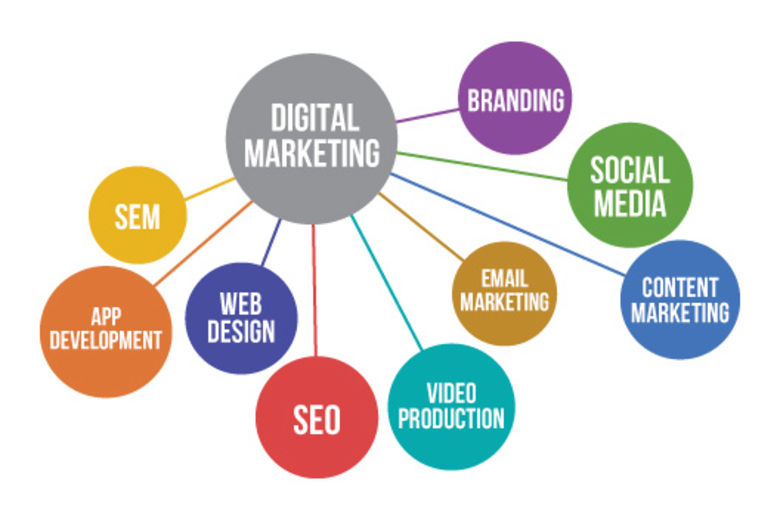 DIGITAL
MARKETING
BRANDING
SOCIAL
MEDIA
SEM
CONTENT
MARKETING
EMAIL
MARKETING
WEB
DESIGN
APP
DEVELOPMENT
SEO
VIDEO
PRODUCTION